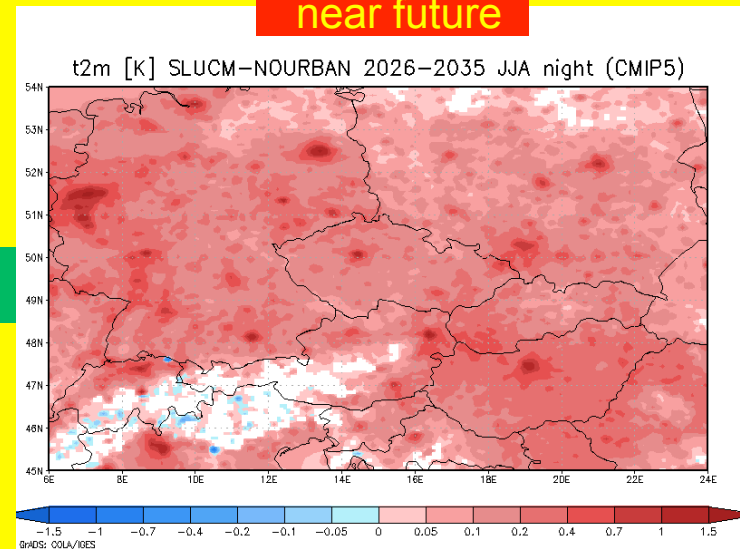 near future
t2m [K] SLUCM−NOURBAN 2026−2035 JJA night (CMIP5)
54N
53N
52N
51N
50N
49N
48N
47N
46N
45N
6E 8E 10E 12E 14E 16E 18E 20E 22E 24E
−1.5 −1 −0.7 −0.4 −0.2 −0.1 −0.05 0 0.05 0.1 0.2 0.4 0.7 1 1.5
GrADS: COLA/IGES